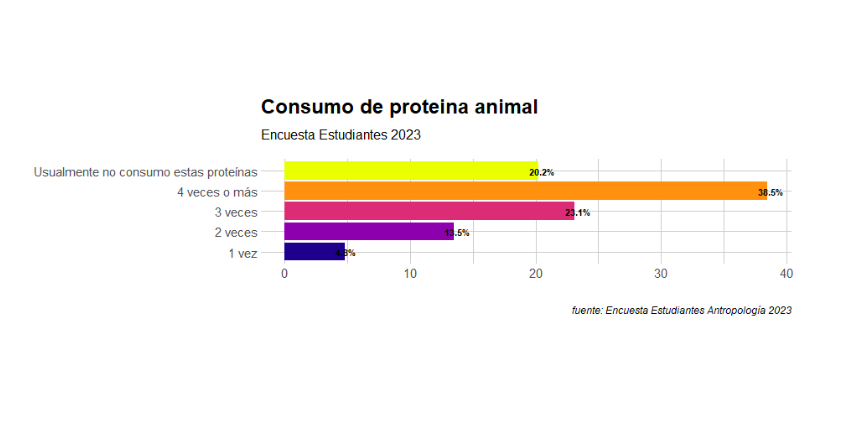 Consumo de proteina animal
Encuesta Estudiantes 2023
Usualmente no consumo estas proteínas
20.2%
4 veces o más
38.5%
3 veces
23.1%
2 veces
13.5%
1 vez
4.8%
0 10 20 30 40
fuente: Encuesta Estudiantes Antropología 2023